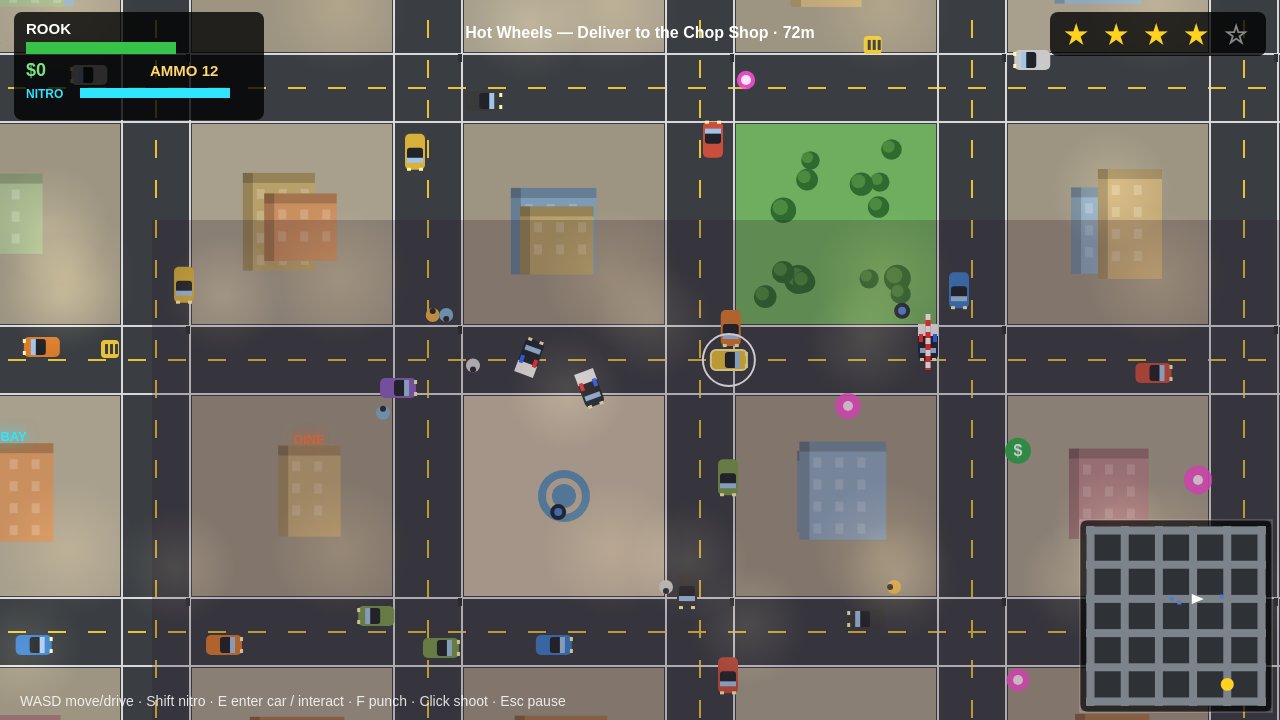 ROOK
Hot Wheels — Deliver to the Chop Shop · 72m
$0
AMMO 12
NITRO
BAY
DINE
$
WASD move/drive · Shift nitro · E enter car / interact · F punch · Click shoot · Esc pause